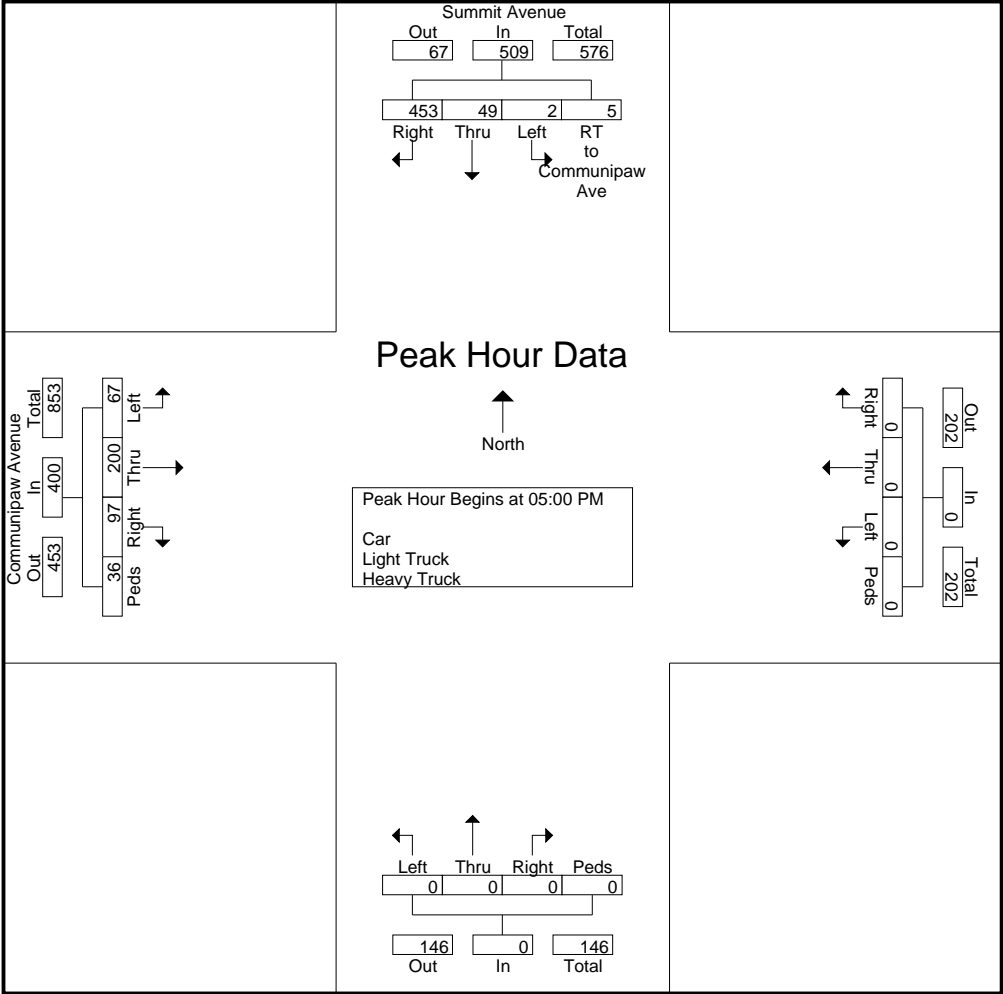 Summit Avenue
Out In Total
67 509 576
453 49 2 5
Right Thru Left RT
to
Communipaw
Ave
Peak Hour Data
North
Peak Hour Begins at 05:00 PM
Car
Light Truck
Heavy Truck
Communipaw Avenue
Out In Total
453 400 853
36 97 200 67
Peds Right Thru Left
Out In Total
202 0 202
0 0 0 0
Right Thru Left Peds
Left Thru Right Peds
0 0 0 0
146 0 146
Out In Total